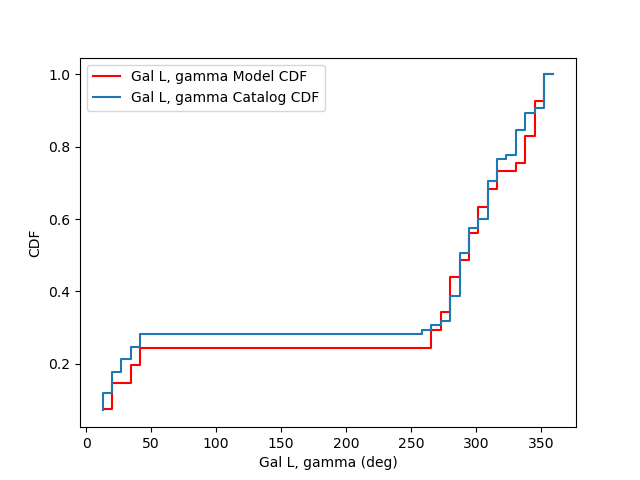 Gal L, gamma Model CDF
Gal L, gamma Catalog CDF
1.0
0.8
0.6
0.4
0.2
CDF
0 50 100 150 200 250 300 350
Gal L, gamma (deg)